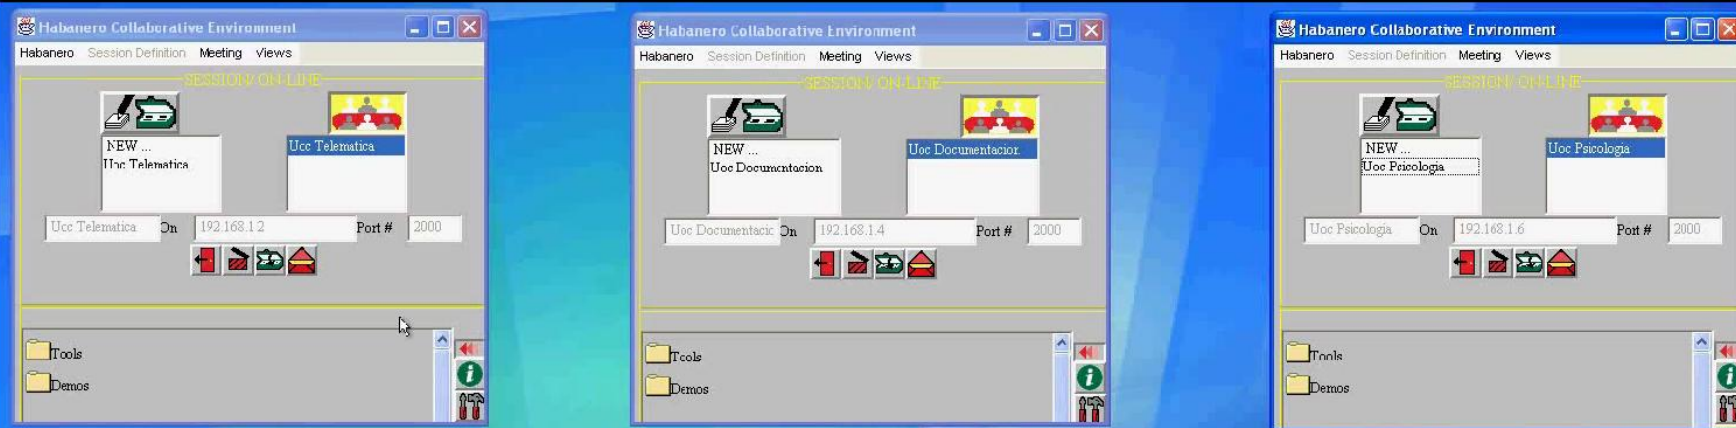 Habanero Collaborative Environment
Habanero Session Definition Meeting Views
SESSION/ ON-LINE
NEW ...
Uoc Telematica
Uoc Telematica
Uoc Telematica On 192.168.1.2 Port # 2000
Tools
Demos
Habanero Collaborative Environment
Habanero Session Definition Meeting Views
SESSION/ ON-LINE
NEW ...
Uoc Documentacion
Uoc Documentacion
Uoc Documentacic On 192.168.1.4 Port # 2000
Tools
Demos
Habanero Collaborative Environment
Habanero Session Definition Meeting Views
SESSION/ ON-LINE
NEW ...
Uoc Psicologia
Uoc Psicologia
Uoc Psicologia On 192.168.1.6 Port # 2000
Tools
Demos